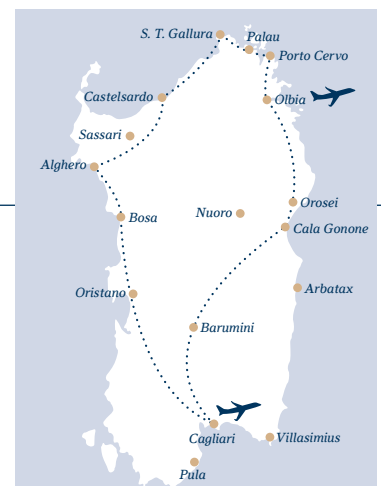 S. T. Gallura
Palau
Porto Cervo
Castelsardo
Olbia
Sassari
Alghero
Orosei
Bosa
Nuoro
Cala Gonone
Oristano
Arbatax
Barumini
Cagliari
Villasimius
Pula